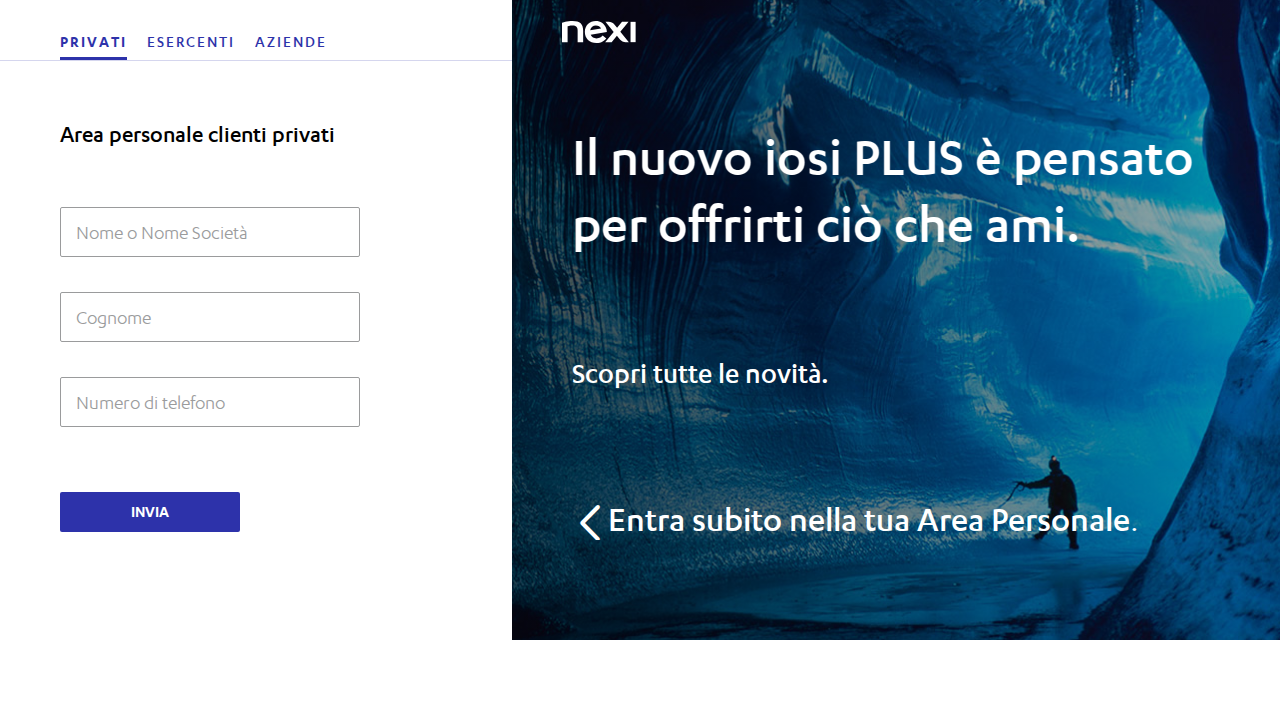 PRIVATI ESERCENTI AZIENDE
Area personale clienti privati
Nome o Nome Società
Cognome
Numero di telefono
INVIA
nexi
Il nuovo iosi PLUS è pensato
per offrirti ciò che ami.
Scopri tutte le novità.
Entra subito nella tua Area Personale.